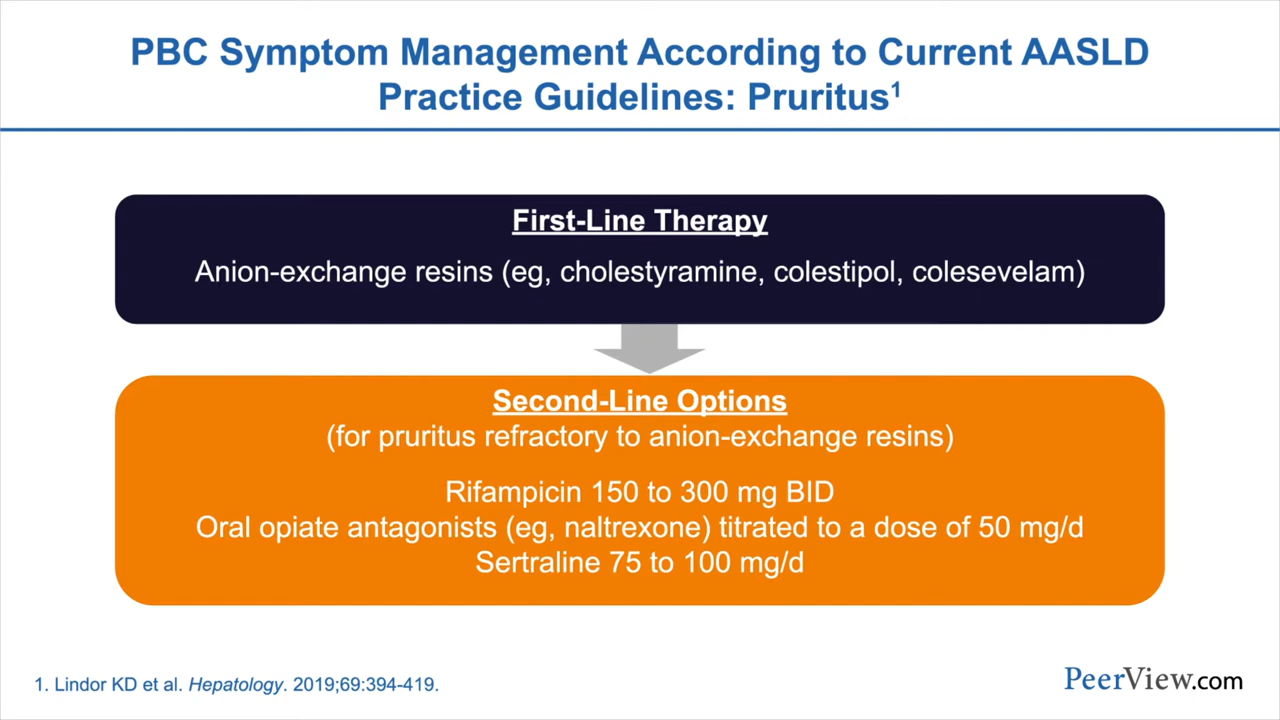 PBC Symptom Management According to Current AASLD
Practice Guidelines: Pruritus¹
First-Line Therapy
Anion-exchange resins (eg, cholestyramine, colestipol, colesevelam)
Second-Line Options
(for pruritus refractory to anion-exchange resins)
Rifampicin 150 to 300 mg BID
Oral opiate antagonists (eg, naltrexone) titrated to a dose of 50 mg/d
Sertraline 75 to 100 mg/d
1. Lindor KD et al. Hepatology. 2019;69:394-419.
PeerView.com